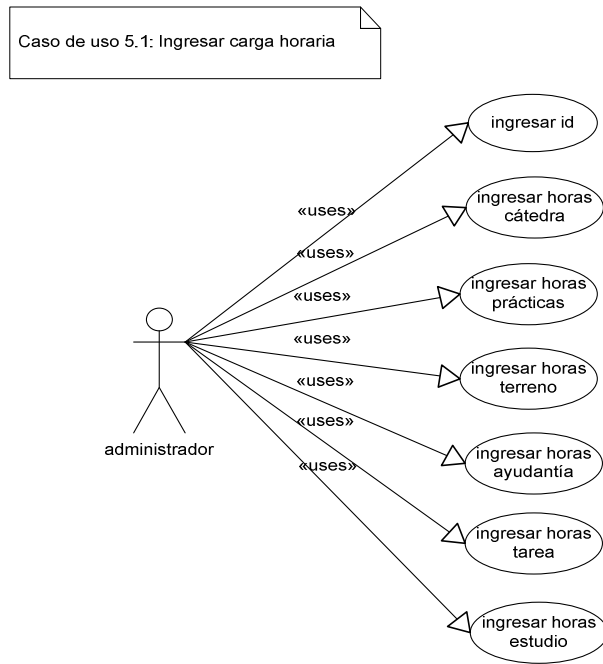 Caso de uso 5.1: Ingresar carga horaria
ingresar id
«uses»
ingresar horas
cátedra
«uses»
ingresar horas
prácticas
«uses»
ingresar horas
terreno
«uses»
ingresar horas
ayudantía
«uses»
ingresar horas
tarea
«uses»
ingresar horas
estudio
«uses»
administrador